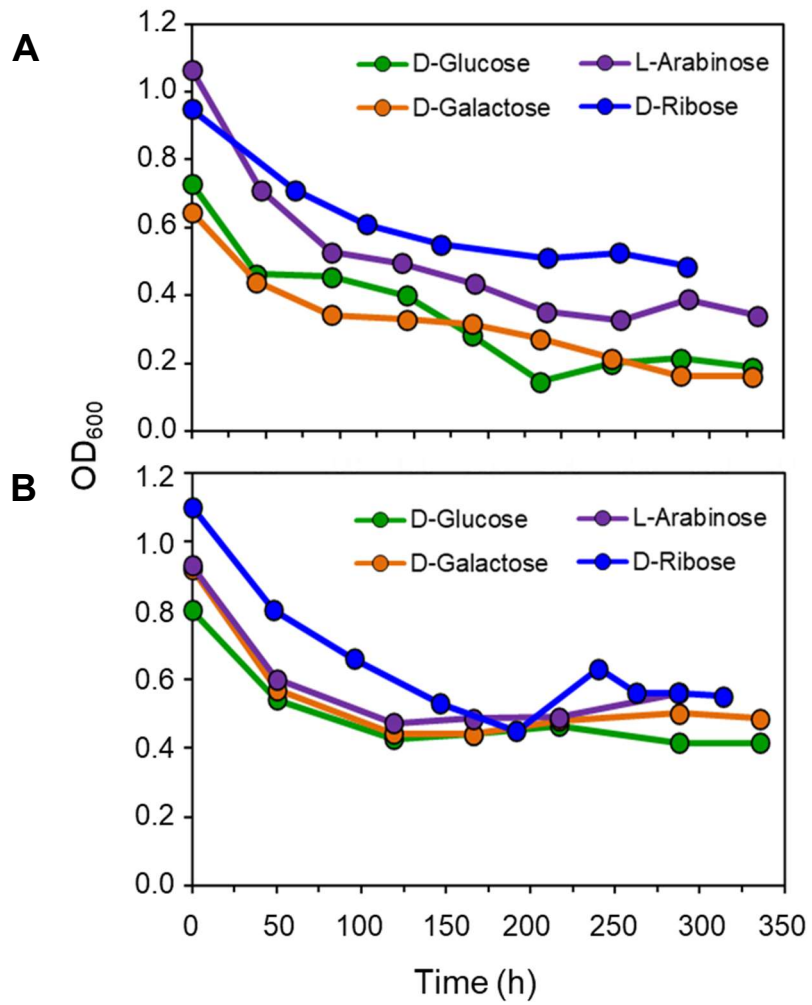 A
1.2
1.0
0.8
0.6
0.4
0.2
0.0
D-Glucose
L-Arabinose
D-Galactose
D-Ribose
OD600
B
1.2
1.0
0.8
0.6
0.4
0.2
0.0
D-Glucose
L-Arabinose
D-Galactose
D-Ribose
0 50 100 150 200 250 300 350
Time (h)